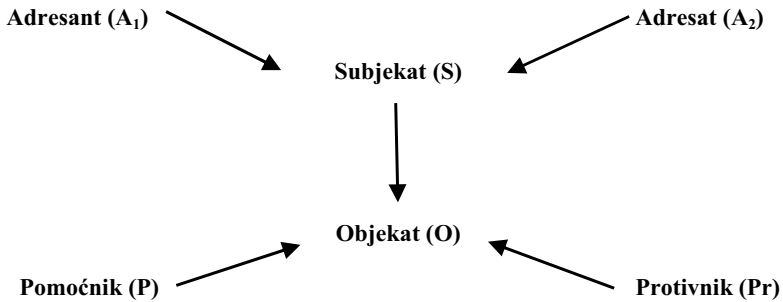 Adresant (A₁)
Adresat (A₂)
Subjekat (S)
Objekat (O)
Pomoćnik (P)
Protivnik (Pr)